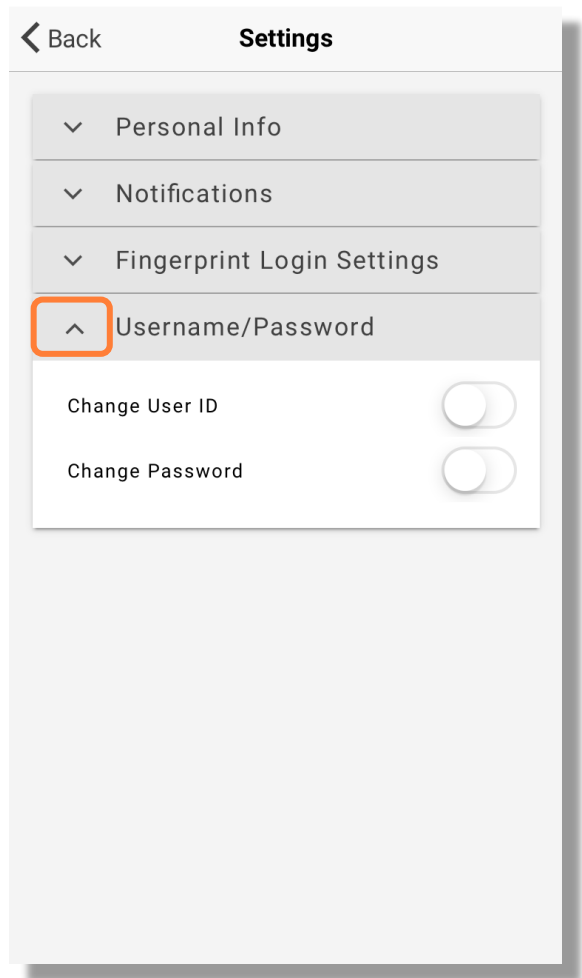 Back Settings
Personal Info
Notifications
Fingerprint Login Settings
Username/Password
Change User ID
Change Password